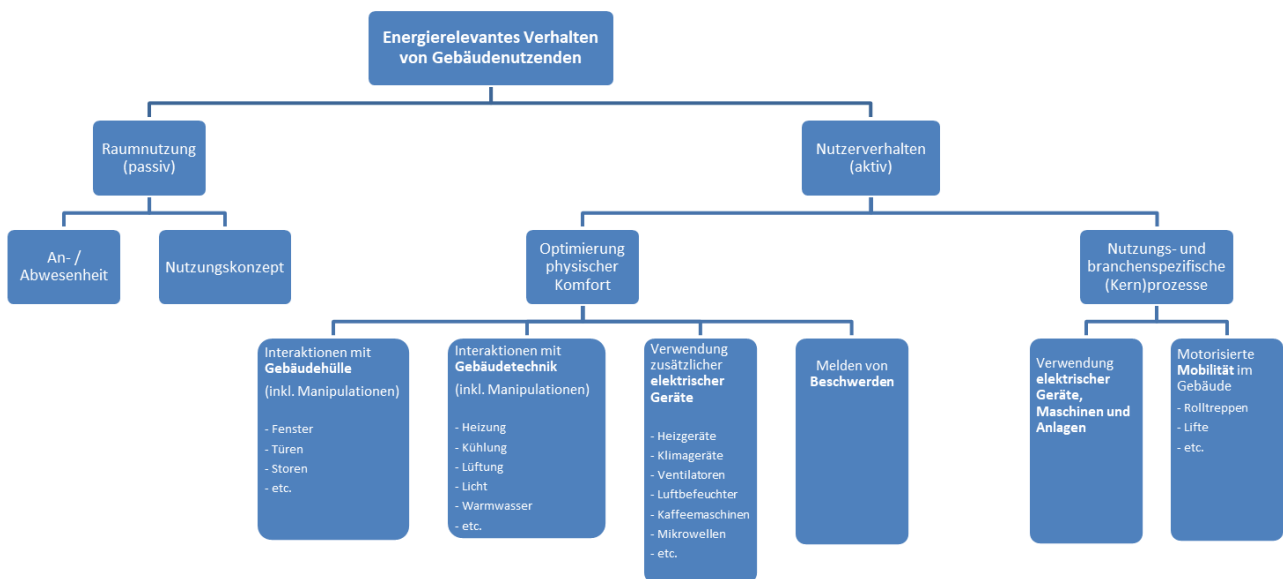 Energierelevantes Verhalten
von Gebäudenutzenden
Raumnutzung
(passiv)
Nutzerverhalten
(aktiv)
An- /
Abwesenheit
Nutzungskonzept
Optimierung
physischer
Komfort
Nutzungs- und
branchenspezifische
(Kern)prozesse
Interaktionen mit
Gebäudehülle
(inkl. Manipulationen)
- Fenster
- Türen
- Storen
- etc.
Interaktionen mit
Gebäudetechnik
(inkl. Manipulationen)
- Heizung
- Kühlung
- Lüftung
- Licht
- Warmwasser
- etc.
Verwendung
zusätzlicher
elektrischer
Geräte
- Heizgeräte
- Klimageräte
- Ventilatoren
- Luftbefeuchter
- Kaffeemaschinen
- Mikrowellen
- etc.
Melden von
Beschwerden
Verwendung
elektrischer
Geräte,
Maschinen und
Anlagen
Motorisierte
Mobilität im
Gebäude
- Rolltreppen
- Lifte
- etc.